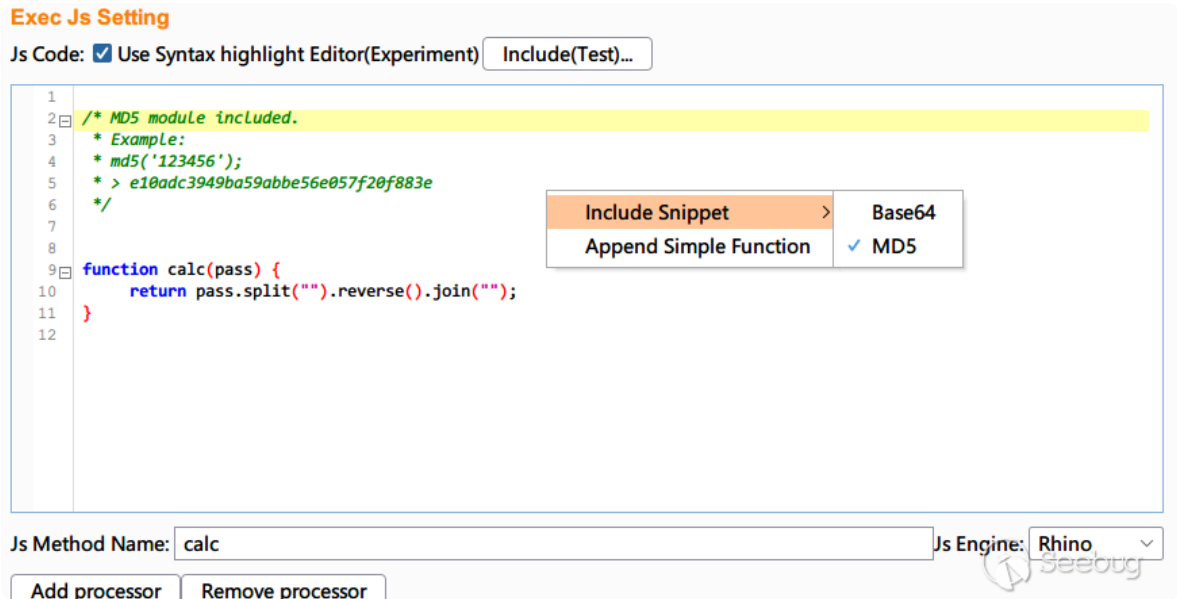 Exec Js Setting
Js Code: Use Syntax highlight Editor(Experiment) Include(Test)...
1
2 /* MD5 module included.
3 * Example:
4 * md5('123456');
5 * > e10adc3949ba59abbe56e057f20f883e
6 */
7
8
9 function calc(pass) {
10 return pass.split("").reverse().join("");
11 }
12
Include Snippet
Append Simple Function
Base64
MD5
Js Method Name: calc Js Engine: Rhino
Seebug
Add processor Remove processor